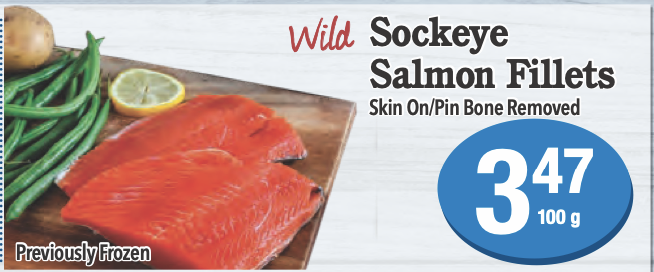 Wild Sockeye
Salmon Fillets
Skin On/Pin Bone Removed
3 47
100 g
Previously Frozen